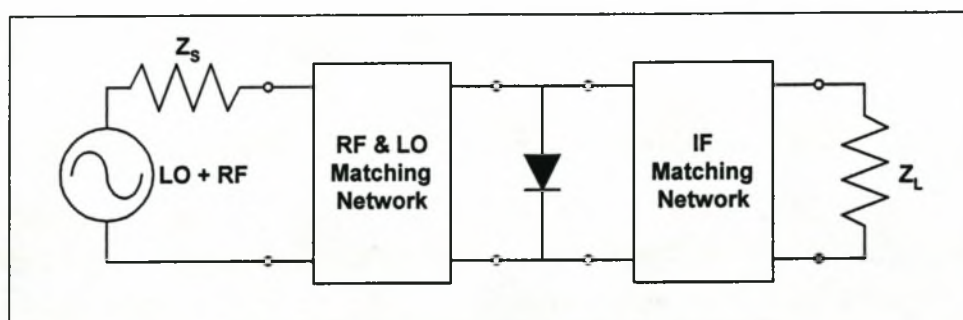 Z_S
LO + RF
RF & LO
Matching
Network
IF
Matching
Network
Z_L